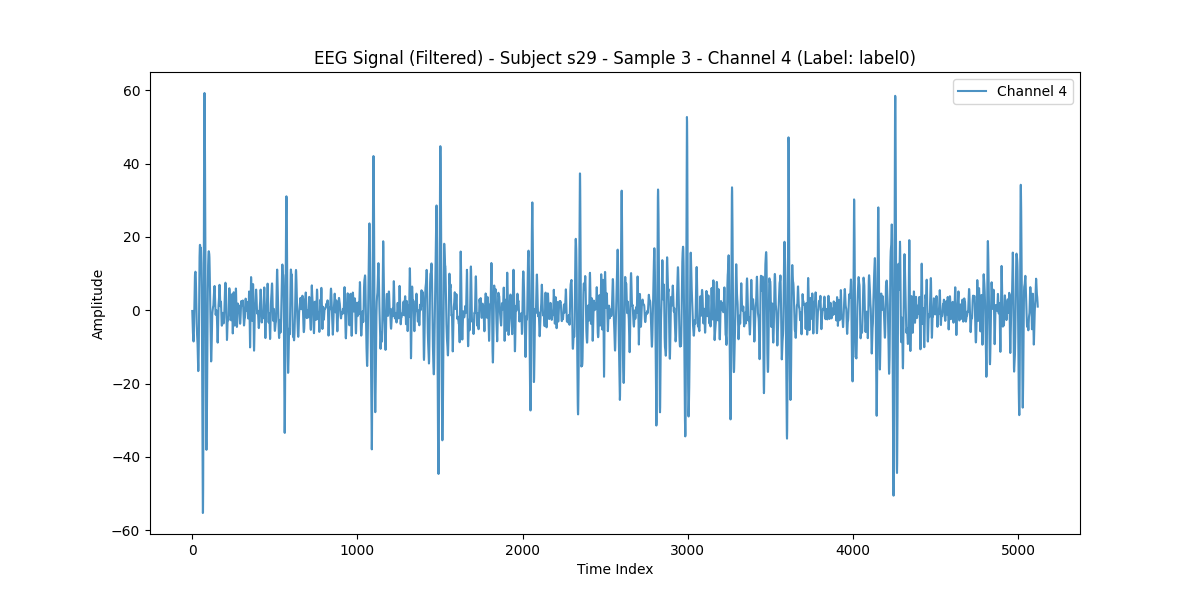 EEG Signal (Filtered) - Subject s29 - Sample 3 - Channel 4 (Label: label0)
Channel 4
Amplitude
60
40
20
0
−20
−40
−60
0 1000 2000 3000 4000 5000
Time Index